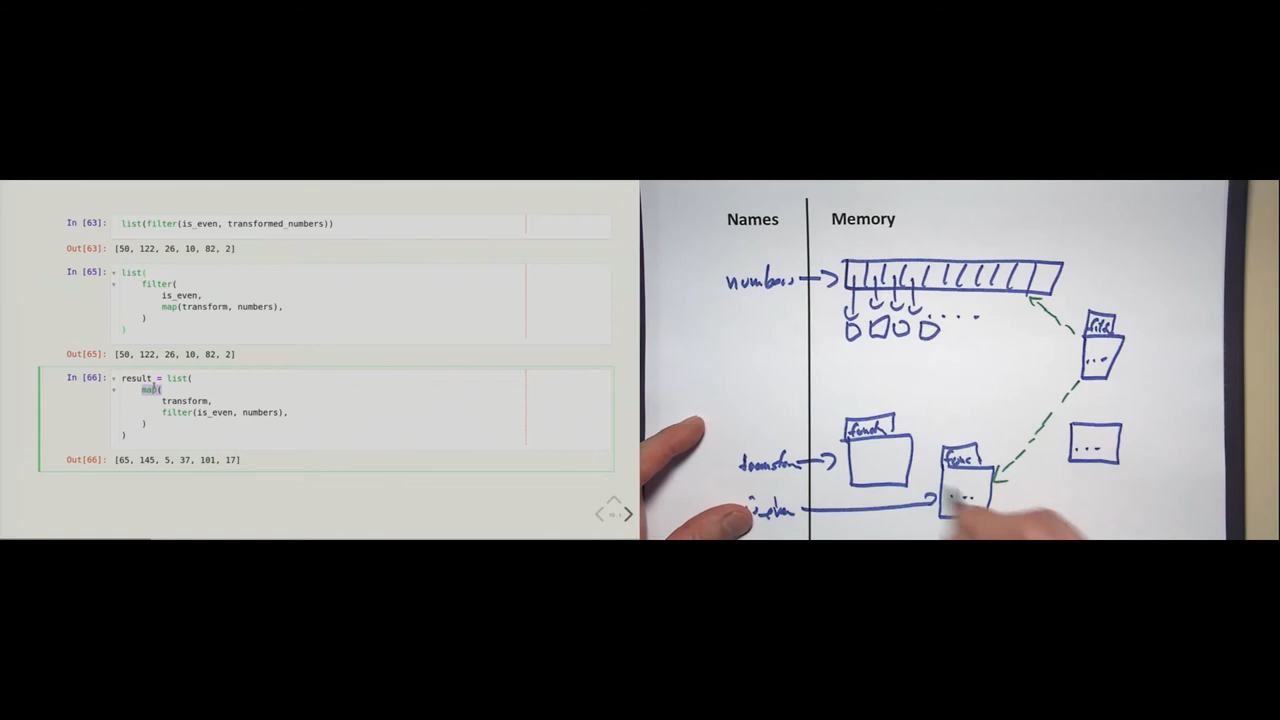 In [63]: list(filter(is_even, transformed_numbers))
Out[63]: [50, 122, 26, 10, 82, 2]
In [65]: list(
filter(
is_even,
map(transform, numbers),
)
)
Out[65]: [50, 122, 26, 10, 82, 2]
In [66]: result = list(
map(
transform,
filter(is_even, numbers),
)
)
Out[66]: [65, 145, 5, 37, 101, 17]
Names Memory
numbers
...
func
func
...
...